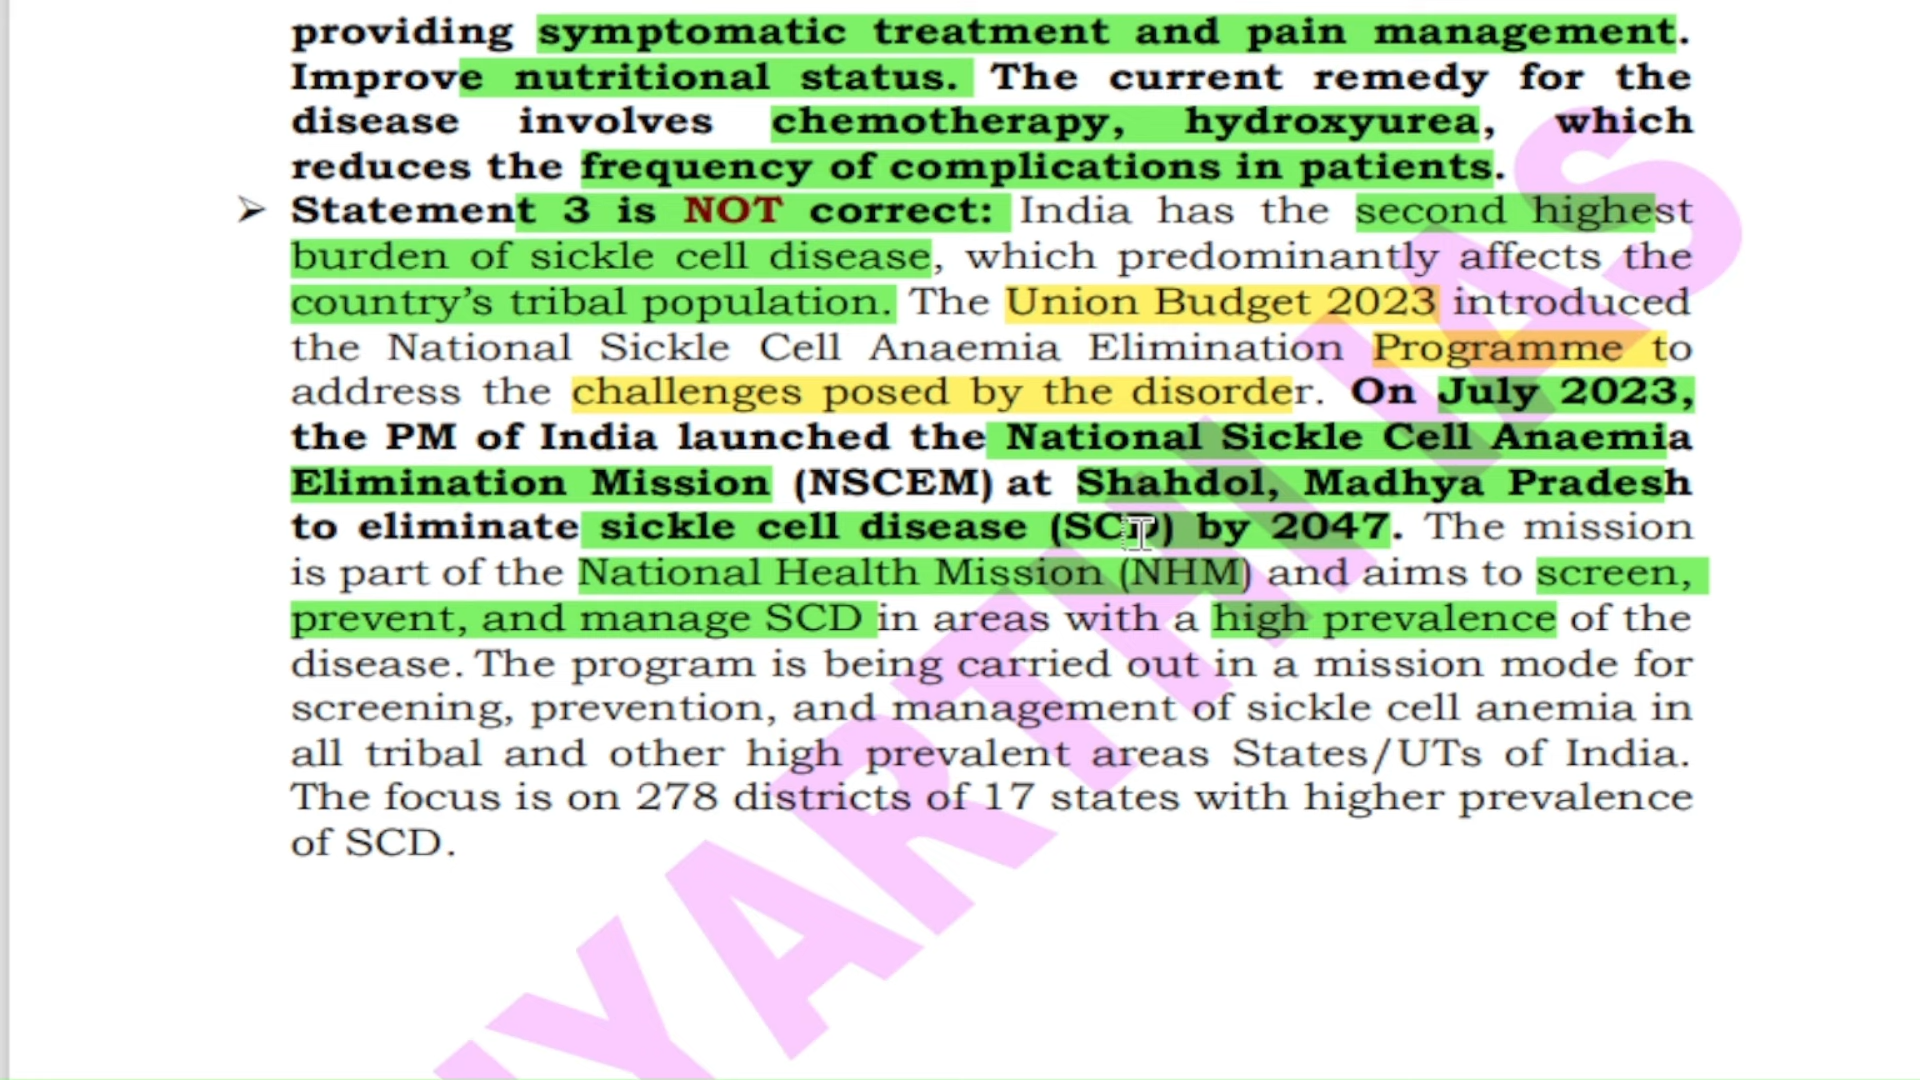 providing symptomatic treatment and pain management.
Improve nutritional status. The current remedy for the
disease involves chemotherapy, hydroxyurea, which
reduces the frequency of complications in patients.
➢ Statement 3 is NOT correct: India has the second highest
burden of sickle cell disease, which predominantly affects the
country's tribal population. The Union Budget 2023 introduced
the National Sickle Cell Anaemia Elimination Programme to
address the challenges posed by the disorder. On July 2023,
the PM of India launched the National Sickle Cell Anaemia
Elimination Mission (NSCEM) at Shahdol, Madhya Pradesh
to eliminate sickle cell disease (SCD) by 2047. The mission
is part of the National Health Mission (NHM) and aims to screen,
prevent, and manage SCD in areas with a high prevalence of the
disease. The program is being carried out in a mission mode for
screening, prevention, and management of sickle cell anemia in
all tribal and other high prevalent areas States/UTs of India.
The focus is on 278 districts of 17 states with higher prevalence
of SCD.
YARTHI IAS